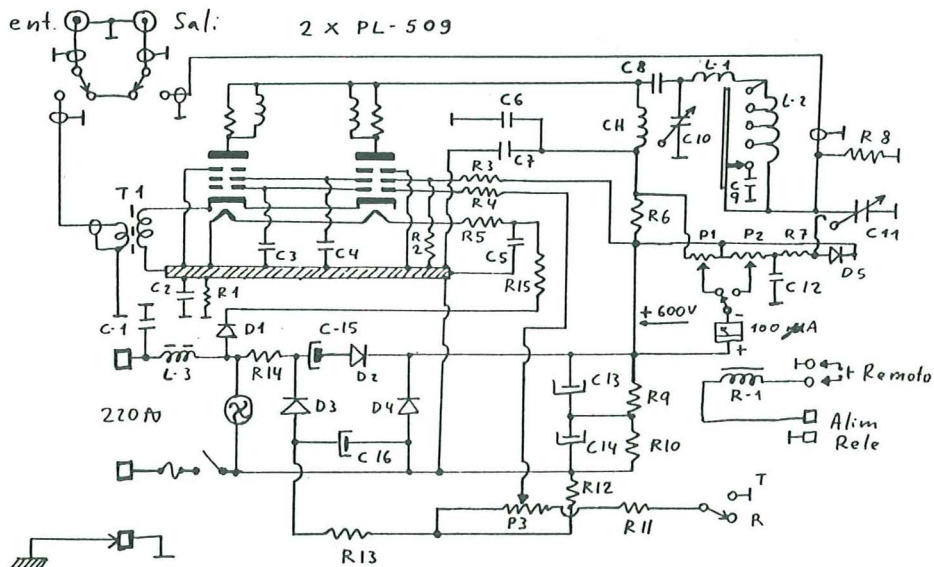 ent. Sali:
2 X PL-509
C8
L-1
L-2
C6
CH
C10
C7
R8
C9
T1
R3
R4
R6
P1
P2
R7
C11
R5
R2
C3
C4
C5
D5
C2
R1
R15
C12
C-1
D1
C-15
+600V
-
100 µA
+
L-3
R14
D2
C13
R9
R-1
Remoto
220 N
D3
D4
C14
R10
Alim
Rele
C16
R12
T
P3
R11
R
R13